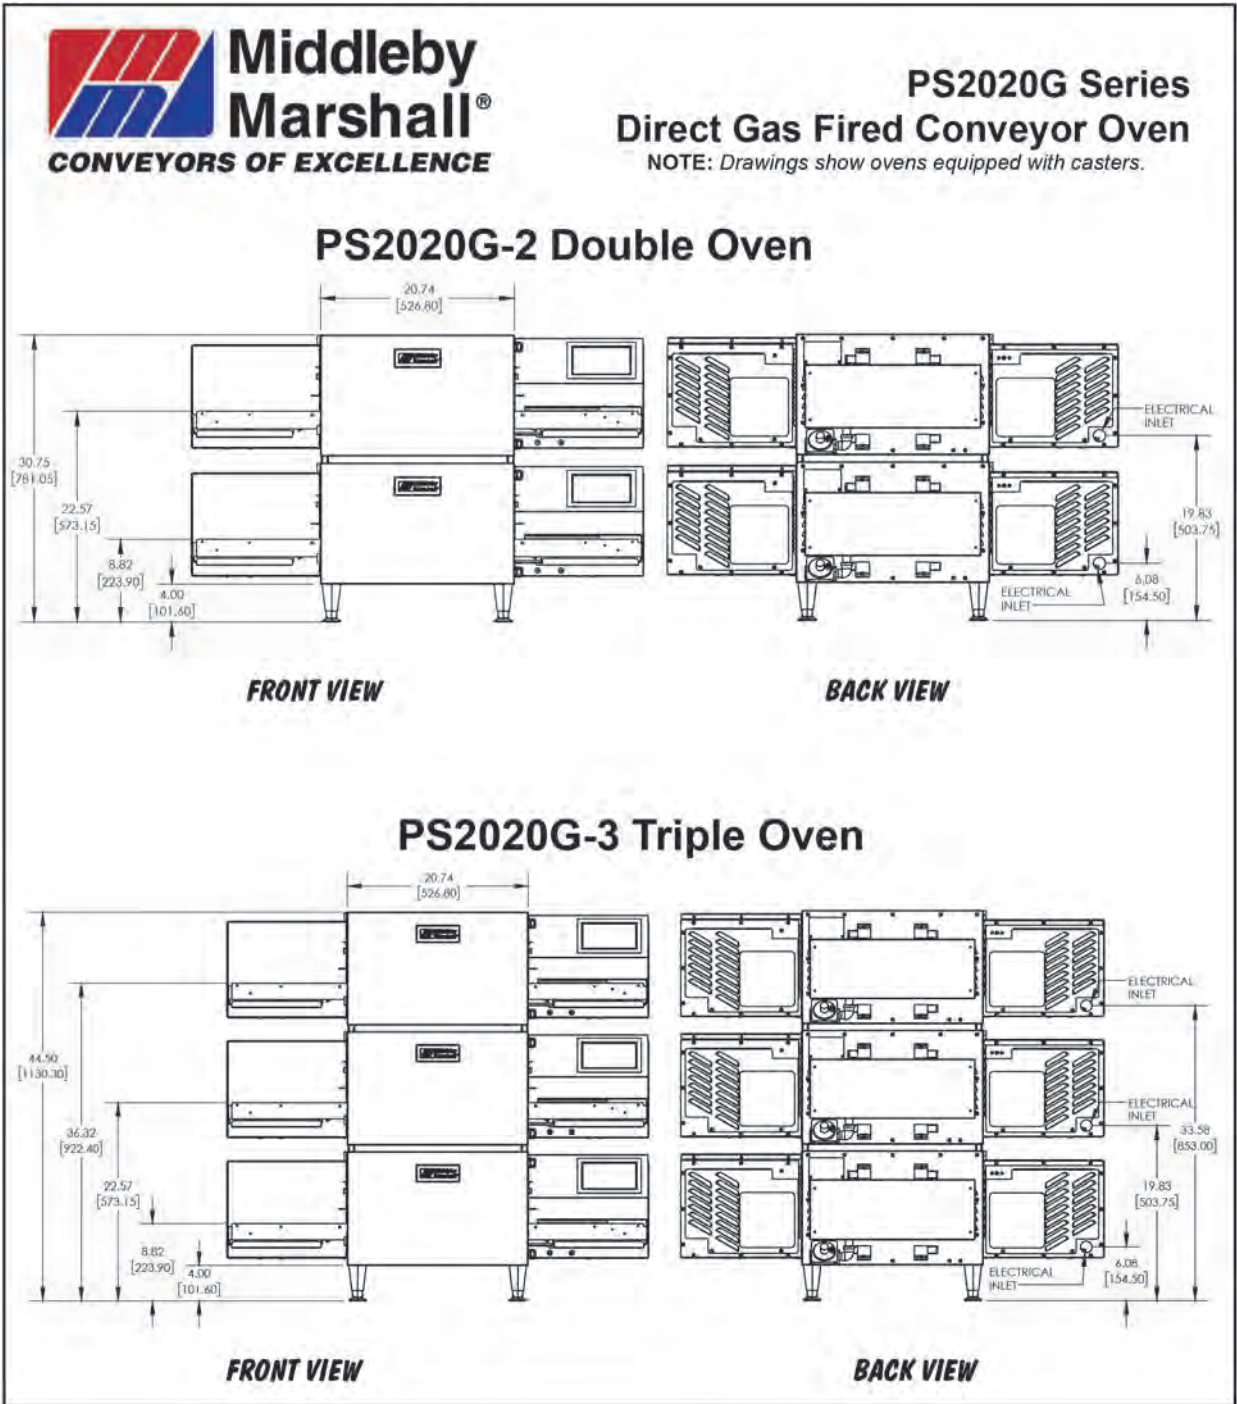 Middleby
Marshall®
CONVEYORS OF EXCELLENCE
PS2020G Series
Direct Gas Fired Conveyor Oven
NOTE: Drawings show ovens equipped with casters.
PS2020G-2 Double Oven
20.74
[526.80]
30.75
[781.05]
22.57
[573.15]
8.82
[223.90]
4.00
[101.60]
ELECTRICAL
INLET
19.83
[503.75]
6.08
[154.50]
ELECTRICAL
INLET
FRONT VIEW
BACK VIEW
PS2020G-3 Triple Oven
20.74
[526.80]
44.50
[1130.30]
36.32
[922.40]
22.57
[573.15]
8.82
[223.90]
4.00
[101.60]
ELECTRICAL
INLET
ELECTRICAL
INLET
33.58
[853.00]
19.83
[503.75]
6.08
[154.50]
ELECTRICAL
INLET
FRONT VIEW
BACK VIEW